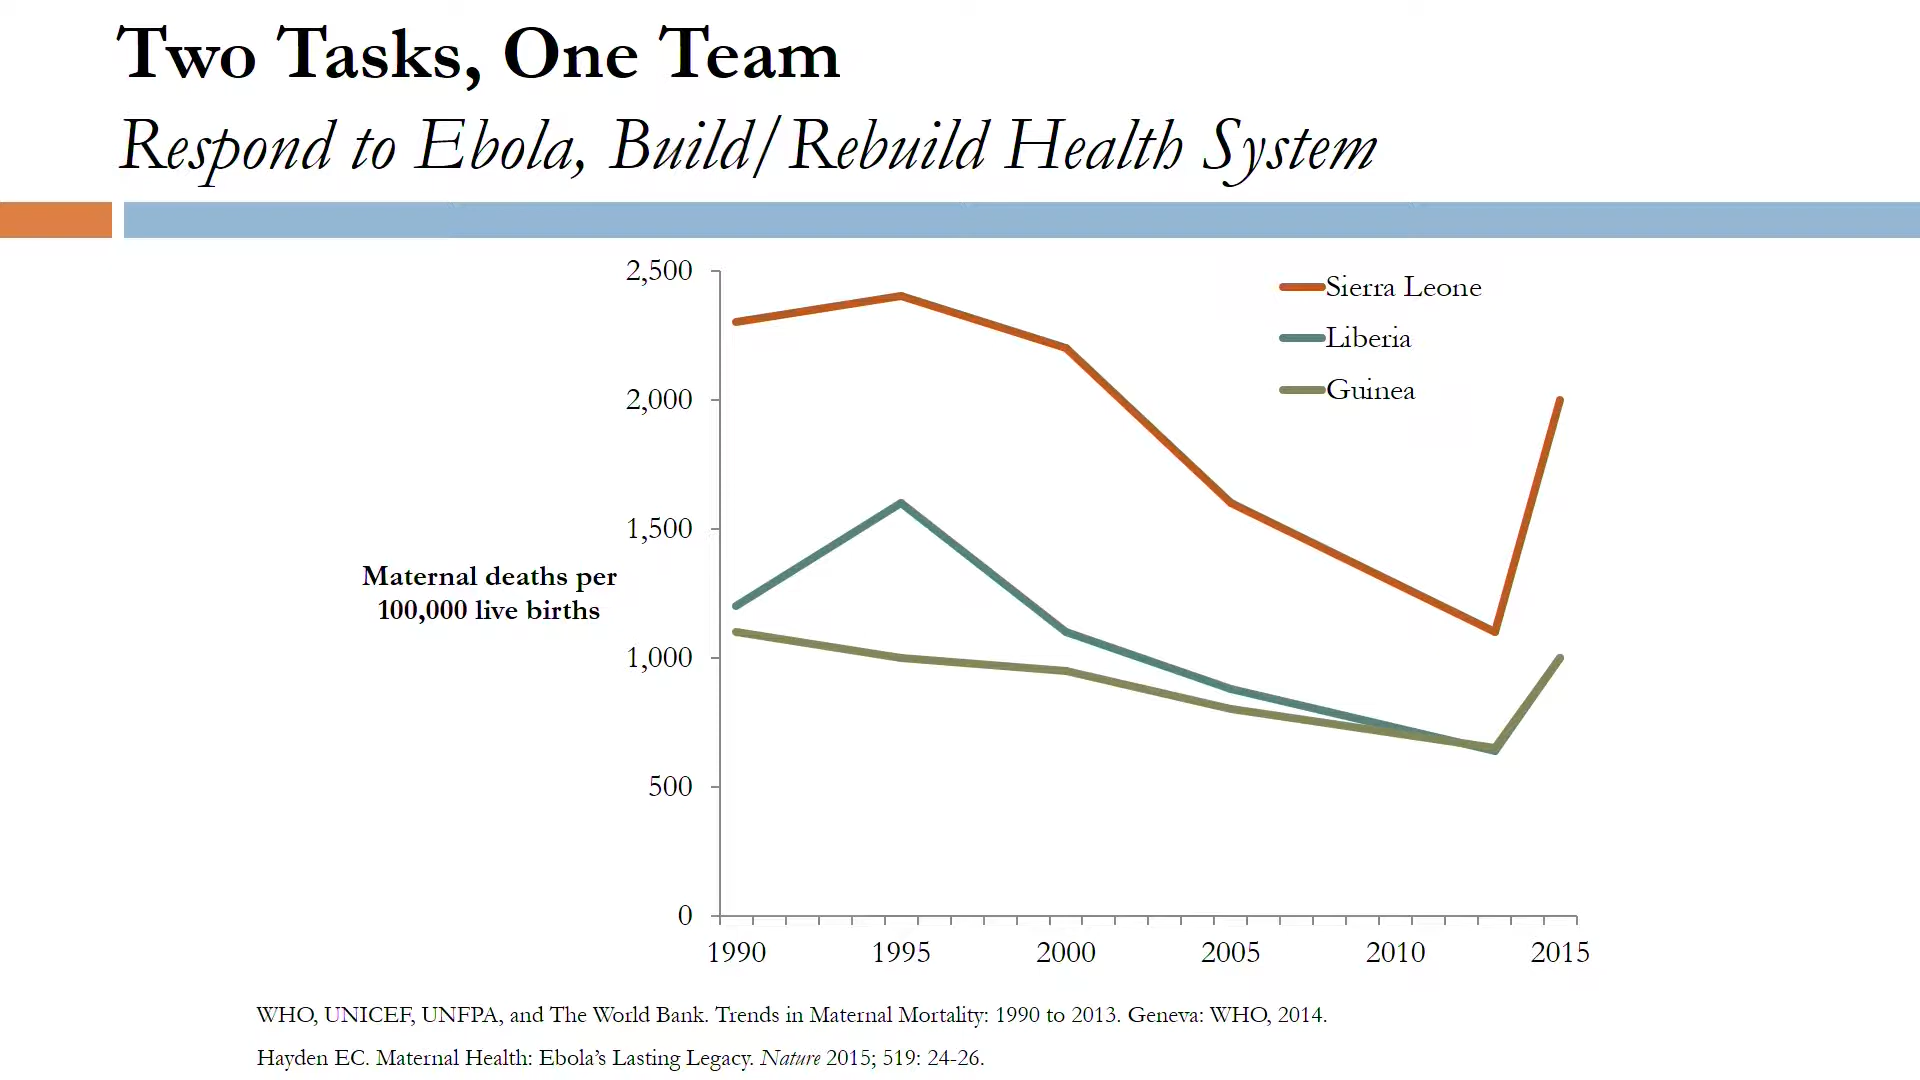 Two Tasks, One Team
Respond to Ebola, Build/Rebuild Health System
2,500
2,000
1,500
1,000
500
0
Maternal deaths per
100,000 live births
Sierra Leone
Liberia
Guinea
1990 1995 2000 2005 2010 2015
WHO, UNICEF, UNFPA, and The World Bank. Trends in Maternal Mortality: 1990 to 2013. Geneva: WHO, 2014.
Hayden EC. Maternal Health: Ebola’s Lasting Legacy. Nature 2015; 519: 24-26.